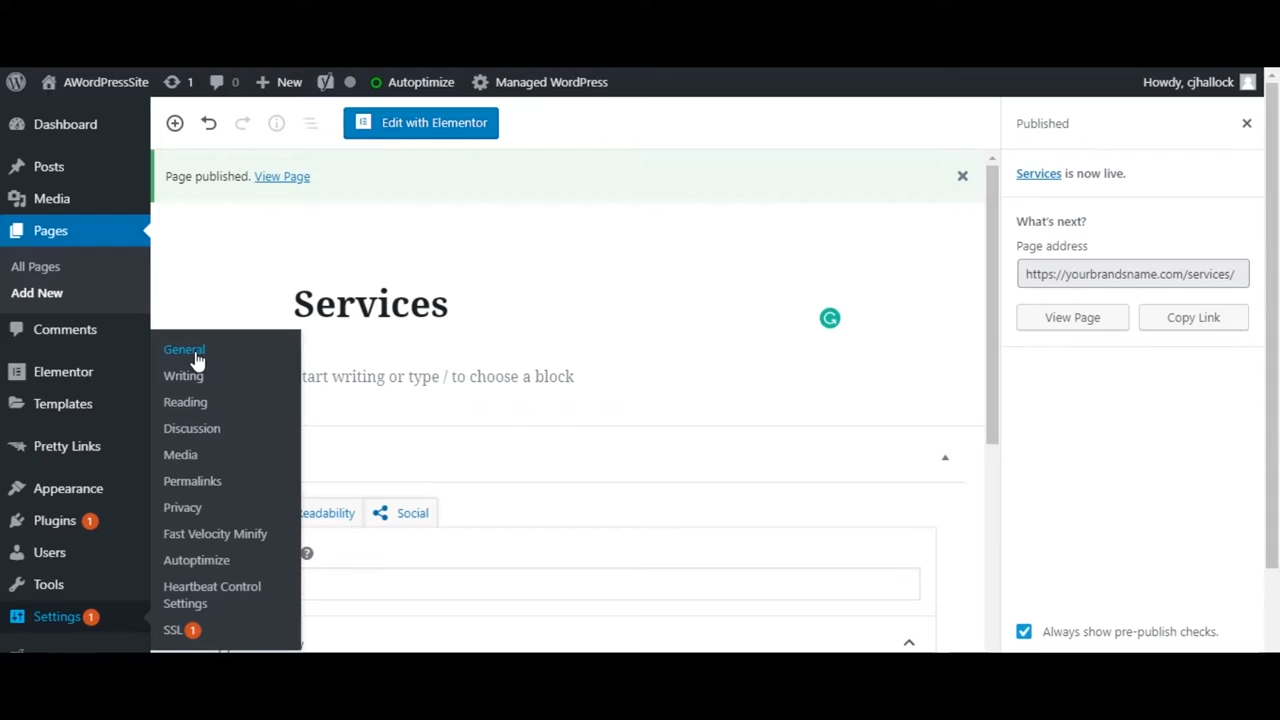 AWordPressSite 1 0 New Autoptimize Managed WordPress Howdy, cjhallock
Dashboard
Posts
Media
Pages
All Pages
Add New
Comments
Elementor
Templates
Pretty Links
Appearance
Plugins 1
Users
Tools
Settings 1
General
Writing
Reading
Discussion
Media
Permalinks
Privacy
Fast Velocity Minify
Autoptimize
Heartbeat Control
Settings
SSL 1
Edit with Elementor
Page published. View Page
Services
tart writing or type / to choose a block
eadability Social
Published
Services is now live.
What's next?
Page address
https://yourbrandsname.com/services/
View Page Copy Link
Always show pre-publish checks.